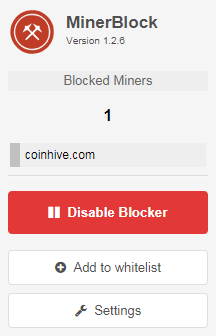 MinerBlock
Version 1.2.6
Blocked Miners
1
coinhive.com
Disable Blocker
Add to whitelist
Settings